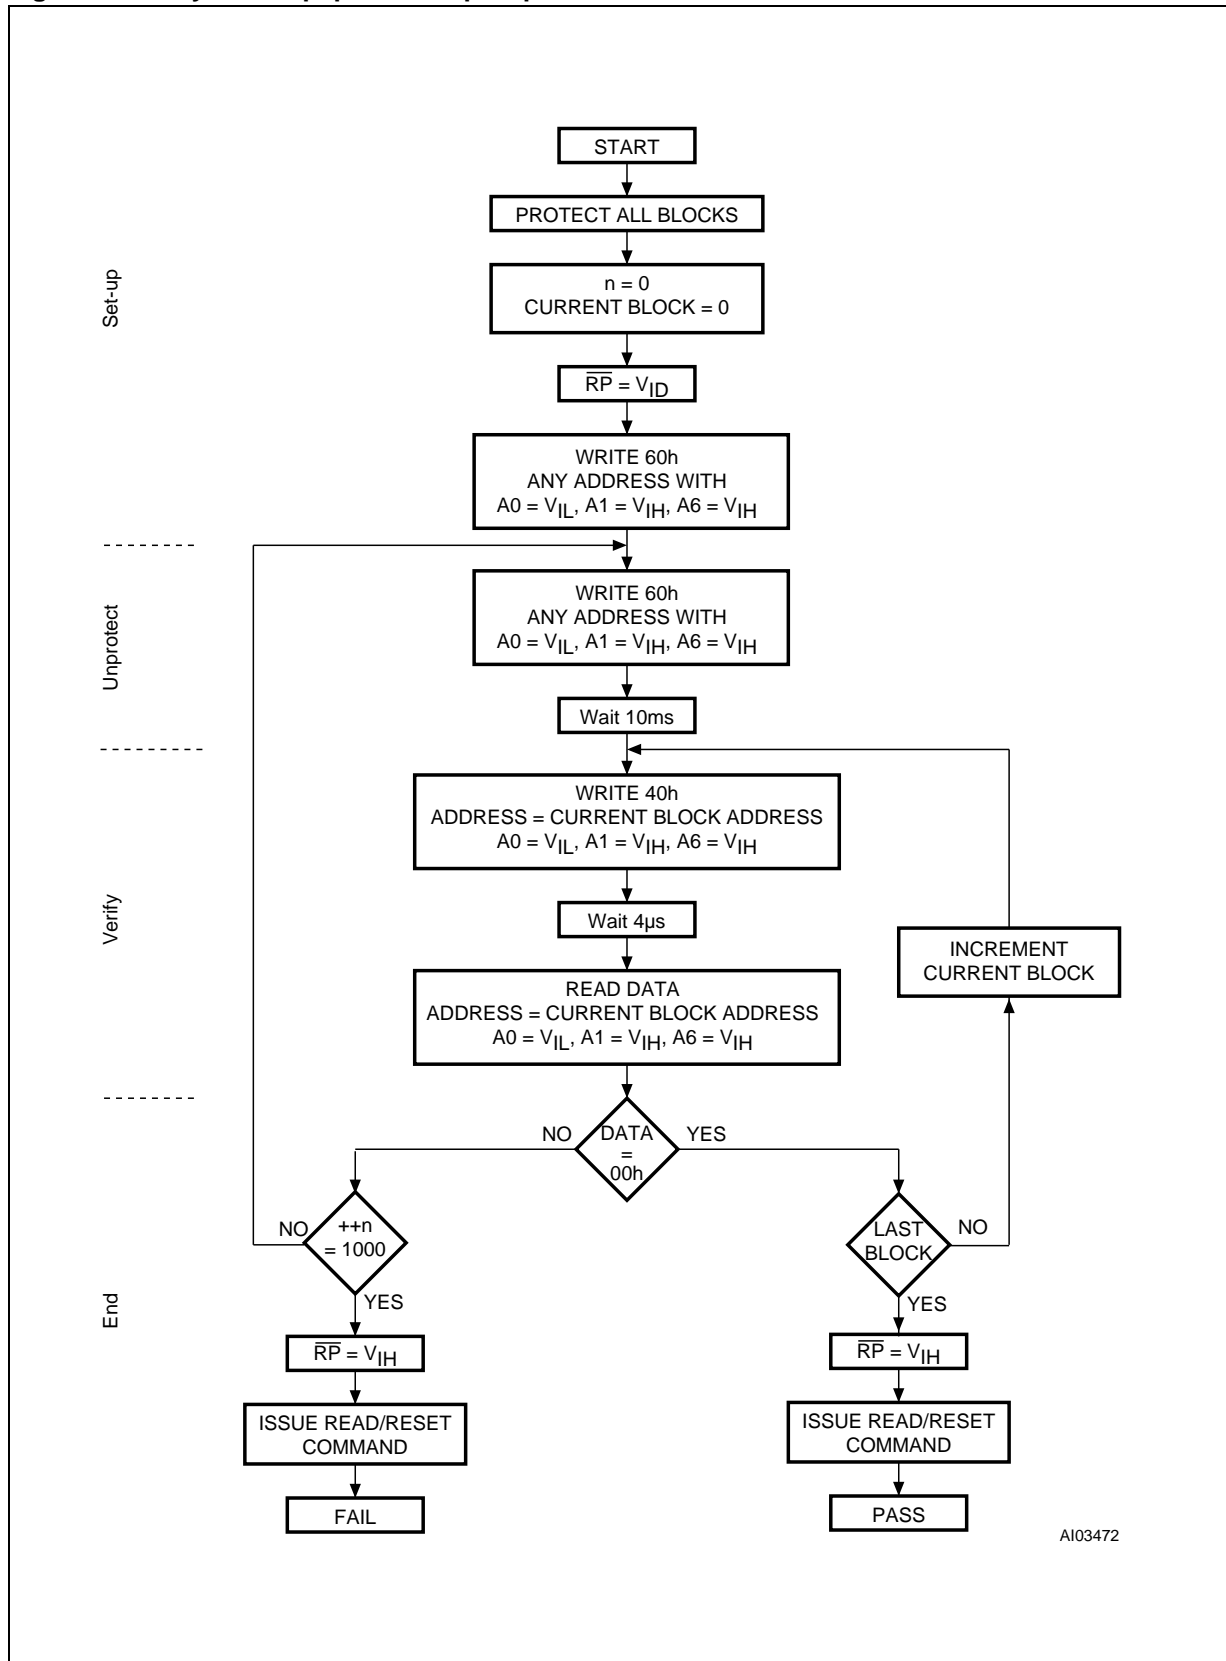 START
PROTECT ALL BLOCKS
n = 0
CURRENT BLOCK = 0
Set-up
RP = VID
WRITE 60h
ANY ADDRESS WITH
A0 = VIL, A1 = VIH, A6 = VIH
WRITE 60h
ANY ADDRESS WITH
A0 = VIL, A1 = VIH, A6 = VIH
Unprotect
Wait 10ms
WRITE 40h
ADDRESS = CURRENT BLOCK ADDRESS
A0 = VIL, A1 = VIH, A6 = VIH
Verify
Wait 4µs
INCREMENT
CURRENT BLOCK
READ DATA
ADDRESS = CURRENT BLOCK ADDRESS
A0 = VIL, A1 = VIH, A6 = VIH
NO
DATA
=
00h
YES
NO
++n
= 1000
LAST
BLOCK
NO
End
YES
YES
RP = VIH
RP = VIH
ISSUE READ/RESET
COMMAND
ISSUE READ/RESET
COMMAND
FAIL
PASS
AI03472